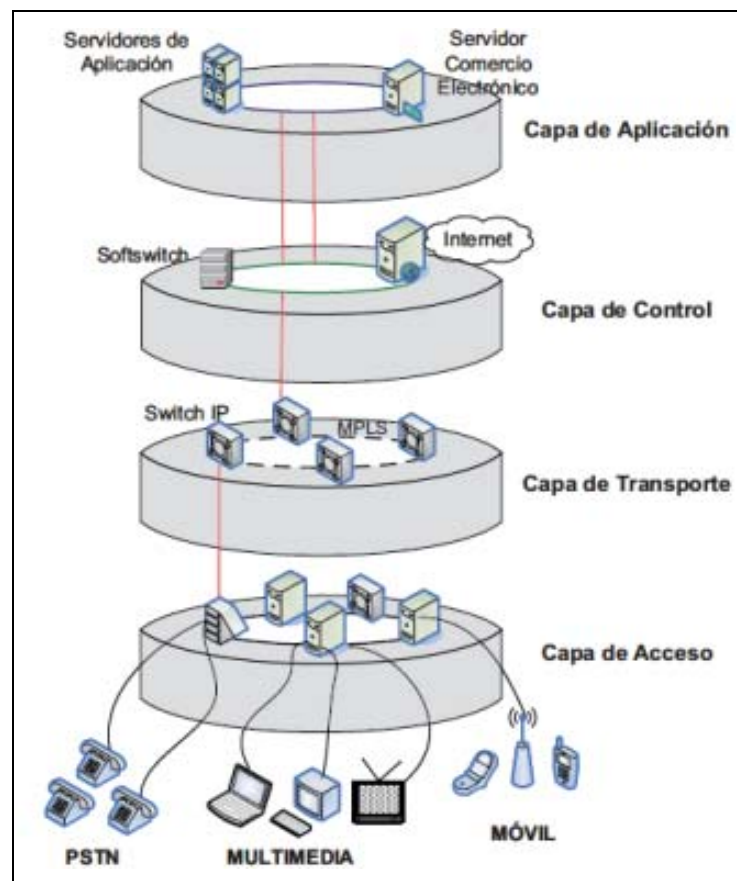 Servidores de
Aplicación
Servidor
Comercio
Electrónico
Capa de Aplicación
Softswitch
Internet
Capa de Control
Switch IP
MPLS
Capa de Transporte
Capa de Acceso
PSTN
MULTIMEDIA
MÓVIL